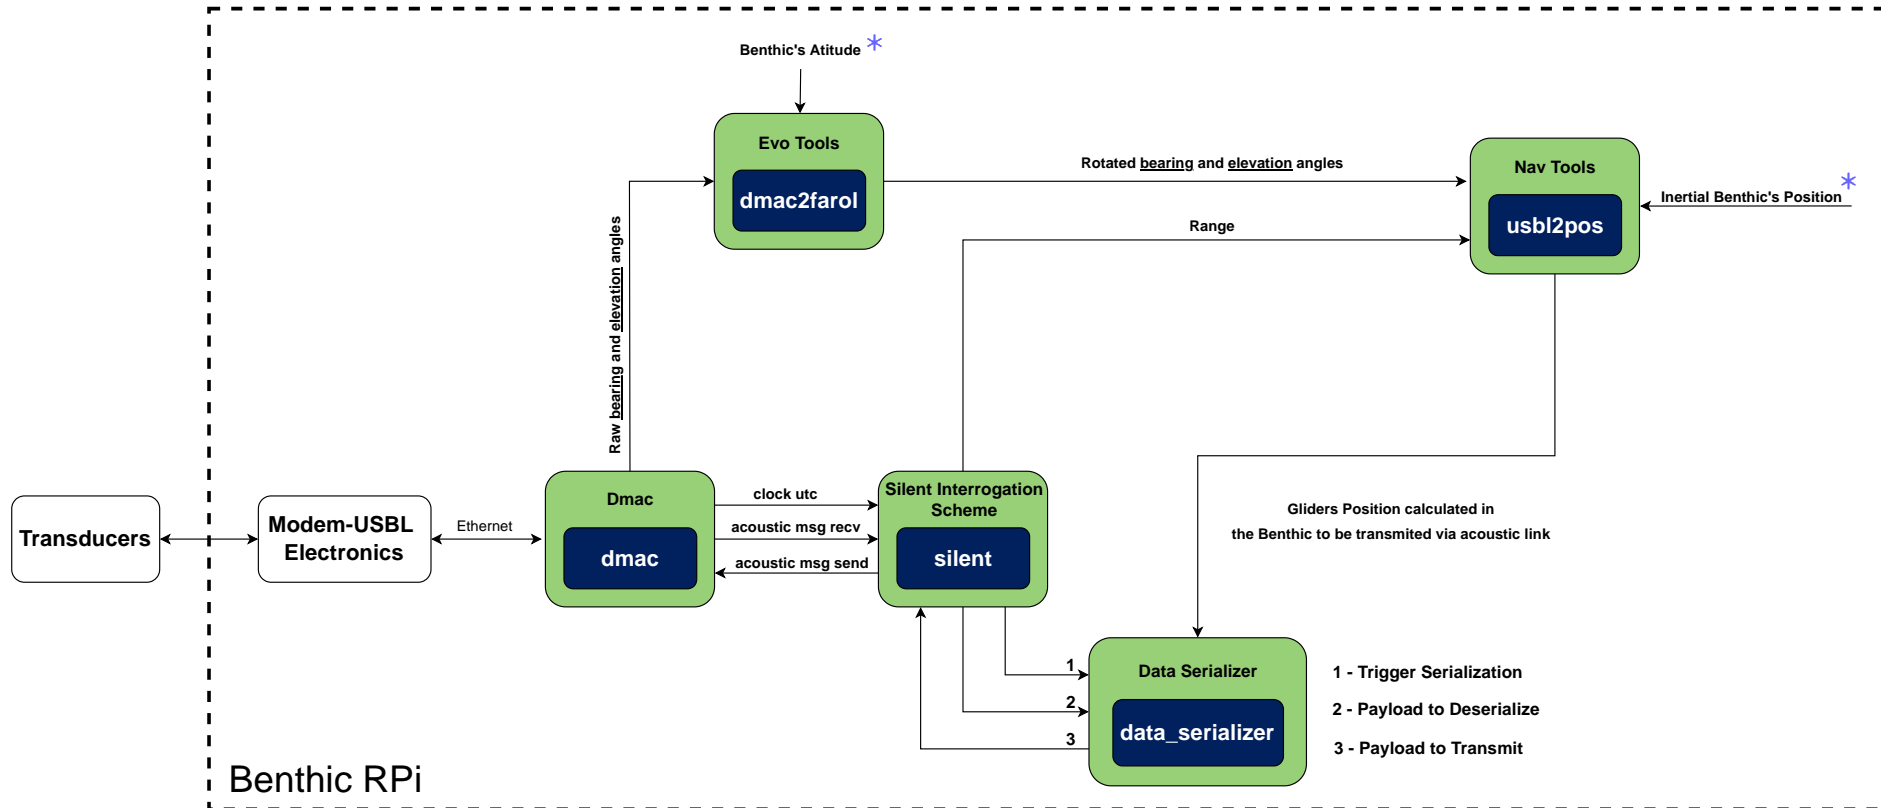 Benthic's Atitude
Evo Tools
dmac2farol
Rotated bearing and elevation angles
Nav Tools
usbl2pos
Inertial Benthic's Position
Range
Raw bearing and elevation angles
Transducers
Modem-USBL
Electronics
Ethernet
Dmac
dmac
clock utc
acoustic msg recv
acoustic msg send
Silent Interrogation
Scheme
silent
Gliders Position calculated in
the Benthic to be transmited via acoustic link
1
2
3
Data Serializer
data_serializer
1 - Trigger Serialization
2 - Payload to Deserialize
3 - Payload to Transmit
Benthic RPi